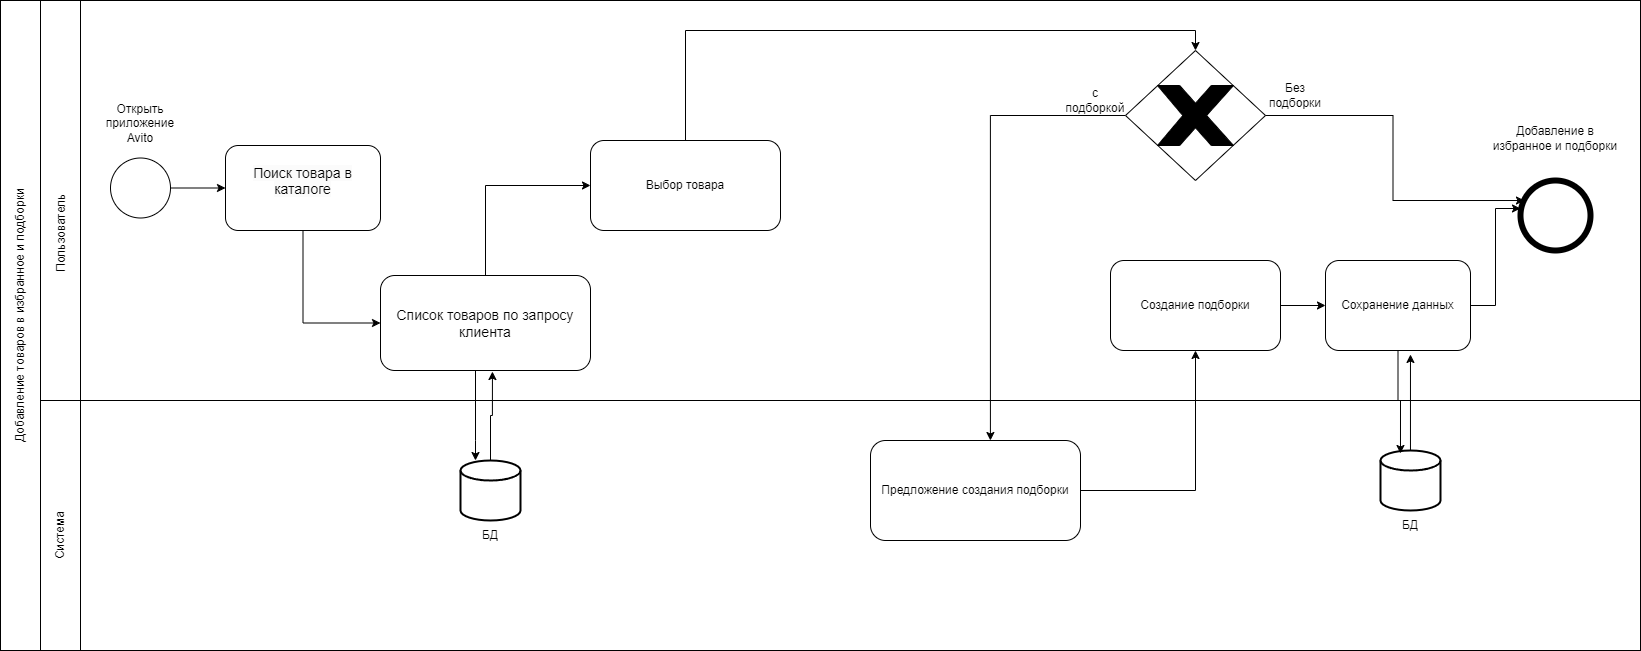 Добавление товаров в избранное и подборки
Пользователь
Система
Открыть
приложение
Avito
Поиск товара в
каталоге
Список товаров по запросу
клиента
БД
Выбор товара
с
подборкой
Без
подборки
Добавление в
избранное и подборки
Создание подборки
Сохранение данных
Предложение создания подборки
БД